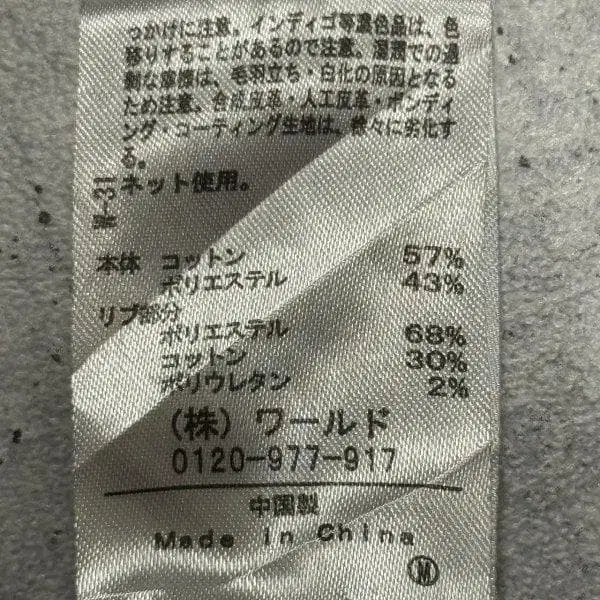 っかけに注意。インディゴ等濃色品は、色
移りすることがあるので注意。湿潤での過
剰な摩擦は、毛羽立ち・白化の原因となる
ため注意。合成皮革・人工皮革・ボンディ
ング・コーティング生地は、徐々に劣化す
る。
ネット使用。
W-31
本体 コットン 57%
ポリエステル 43%
リブ部分
ポリエステル 68%
コットン 30%
ポリウレタン 2%
(株) ワールド
0120-977-917
中国製
Made in China
M